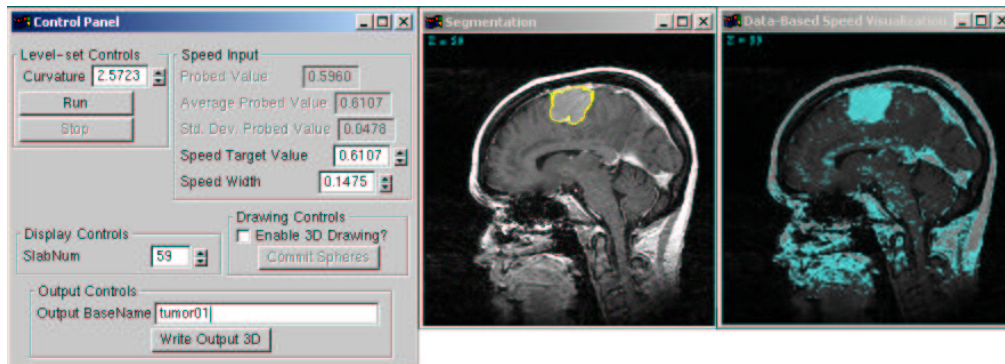 Control Panel
Level-set Controls
Curvature 2.5723
Run
Stop
Speed Input
Probed Value 0.5960
Average Probed Value 0.6107
Std. Dev. Probed Value 0.0478
Speed Target Value 0.6107
Speed Width 0.1475
Display Controls
SlabNum 59
Drawing Controls
Enable 3D Drawing?
Commit Spheres
Output Controls
Output BaseName tumor01
Write Output 3D
Segmentation
Z = 59
Data-Based Speed Visualization
Z = 59